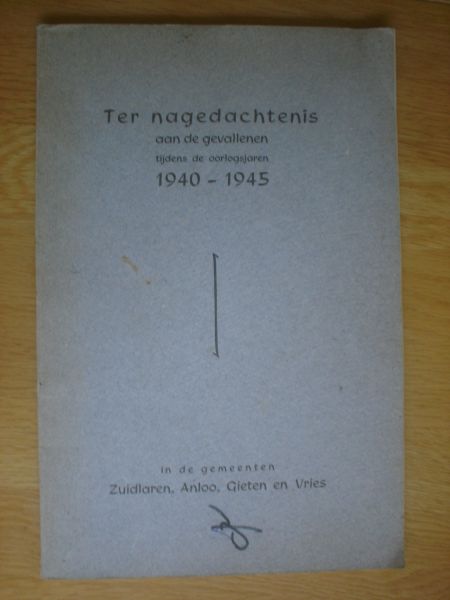 Ter nagedachtenis
aan de gevallenen
tijdens de oorlogsjaren
1940 - 1945
in de gemeenten
Zuidlaren, Anloo, Gieten en Vries